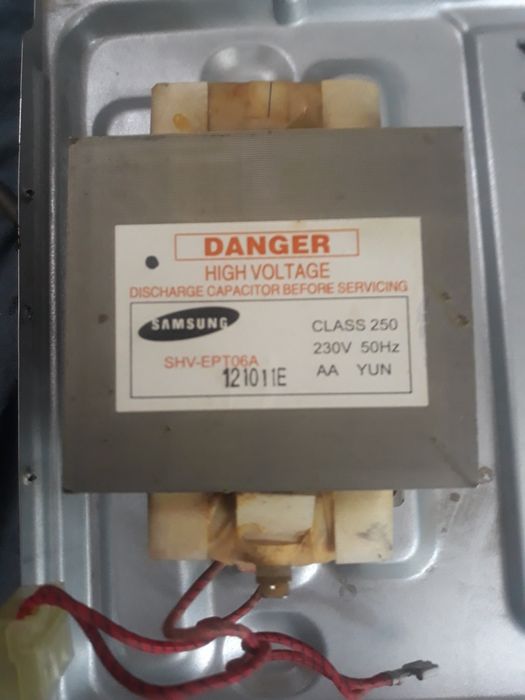 DANGER
HIGH VOLTAGE
DISCHARGE CAPACITOR BEFORE SERVICING
SAMSUNG
SHV-EPT06A
121011E
CLASS 250
230V 50Hz
AA YUN